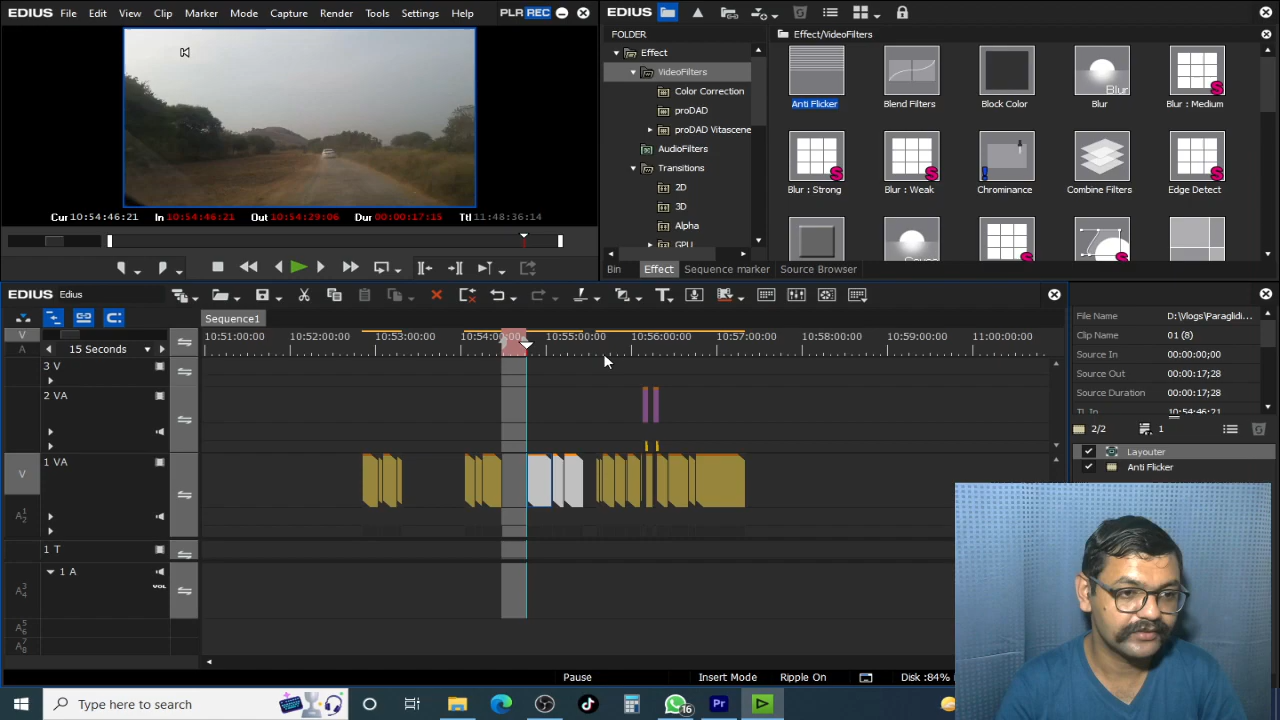 File Edit View Clip Marker Mode Capture Render Tools Settings Help PLR REC
Cur 10:54:46:21 In 10:54:46:21 Out 10:54:29:06 Dur 00:00:17:15 Ttl 11:48:36:14
EDIUS
FOLDER
Effect
VideoFilters
Color Correction
proDAD
proDAD Vitascene
AudioFilters
Transitions
2D
3D
Alpha
GPU
Effect/VideoFilters
Anti Flicker Blend Filters Block Color Blur Blur : Medium
Blur : Strong Blur : Weak Chrominance Combine Filters Edge Detect
Bin Effect Sequence marker Source Browser
EDIUS Edius
Sequence1
V
A
15 Seconds
10:51:00:00 10:52:00:00 10:53:00:00 10:54:00:00 10:55:00:00 10:56:00:00 10:57:00:00 10:58:00:00 10:59:00:00 11:00:00:00
3 V
2 VA
1 VA
V
1 T
1 A
VOL
File Name D:\Vlogs\Paraglidi...
Clip Name 01 (8)
Source In 00:00:00;00
Source Out 00:00:17;28
Source Duration 00:00:17;28
TL In 10:54:46:21
2/2 1
Layouter
Anti Flicker
Pause Insert Mode Ripple On Disk :84%
Type here to search
16
Pr